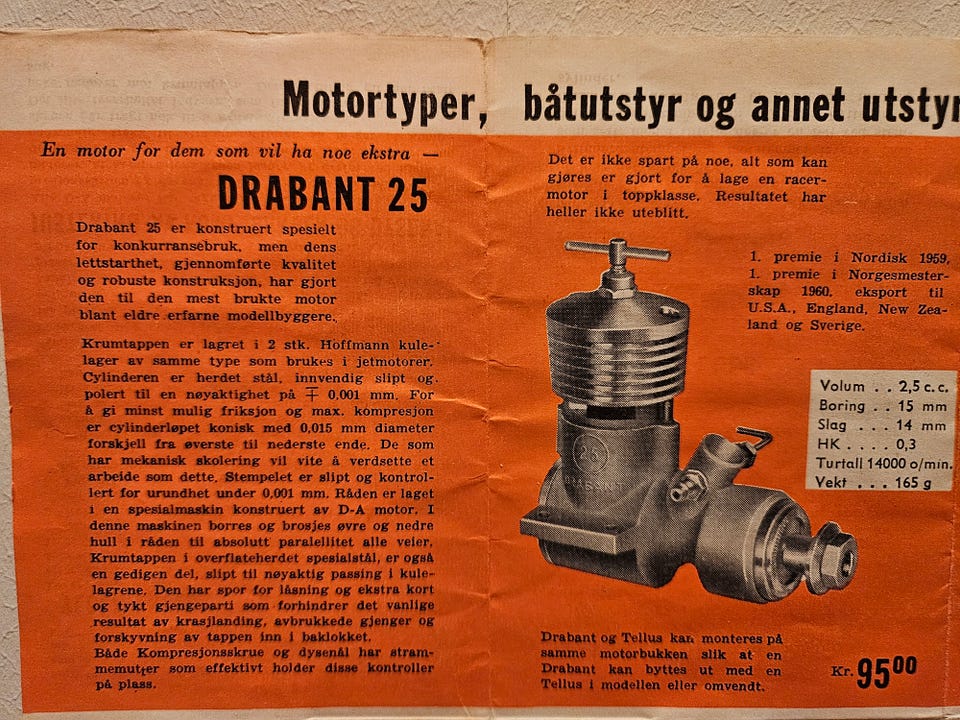 Motortyper, båtutstyr og annet utstyr
En motor for dem som vil ha noe ekstra —
DRABANT 25
Drabant 25 er konstruert spesielt
for konkurransebruk, men dens
lettstarthet, gjennomførte kvalitet
og robuste konstruksjon, har gjort
den til den mest brukte motor
blant eldre erfarne modellbyggere.
Krumtappen er lagret i 2 stk. Hoffmann kule-
lager av samme type som brukes i jetmotorer.
Cylinderen er herdet stål, innvendig slipt og
polert til en nøyaktighet på ∓ 0,001 mm. For
å gi minst mulig friksjon og max. kompresjon
er cylinderløpet konisk med 0,015 mm diameter
forskjell fra øverste til nederste ende. De som
har mekanisk skolering vil vite å verdsette et
arbeide som dette. Stempelet er slipt og kontrol-
lert for urundhet under 0,001 mm. Råden er laget
i en spesialmaskin konstruert av D-A motor. I
denne maskinen borres og brosjes øvre og nedre
hull i råden til absolutt paralellitet alle veier.
Krumtappen i overflateherdet spesialstål, er også
en gedigen del, slipt til nøyaktig passing i kule-
lagrene. Den har spor for låsning og ekstra kort
og tykt gjengeparti som forhindrer det vanlige
resultat av krasjlanding, avbrukkede gjenger og
forskyvning av tappen inn i baklokket.
Både Kompresjonsskrue og dysenål har stram-
memutter som effektivt holder disse kontroller
på plass.
Det er ikke spart på noe, alt som kan
gjøres er gjort for å lage en racer-
motor i toppklasse. Resultatet har
heller ikke uteblitt.
1. premie i Nordisk 1959,
1. premie i Norgesmester-
skap 1960, eksport til
U.S.A., England, New Zea-
land og Sverige.
25
DRABANT
Volum . . 2,5 c.c.
Boring . . 15 mm
Slag . . . 14 mm
HK . . . . 0,3
Turtall 14000 o/min.
Vekt . . . 165 g
Drabant og Tellus kan monteres på
samme motorbukken slik at en
Drabant kan byttes ut med en
Tellus i modellen eller omvendt.
Kr. 95⁰⁰